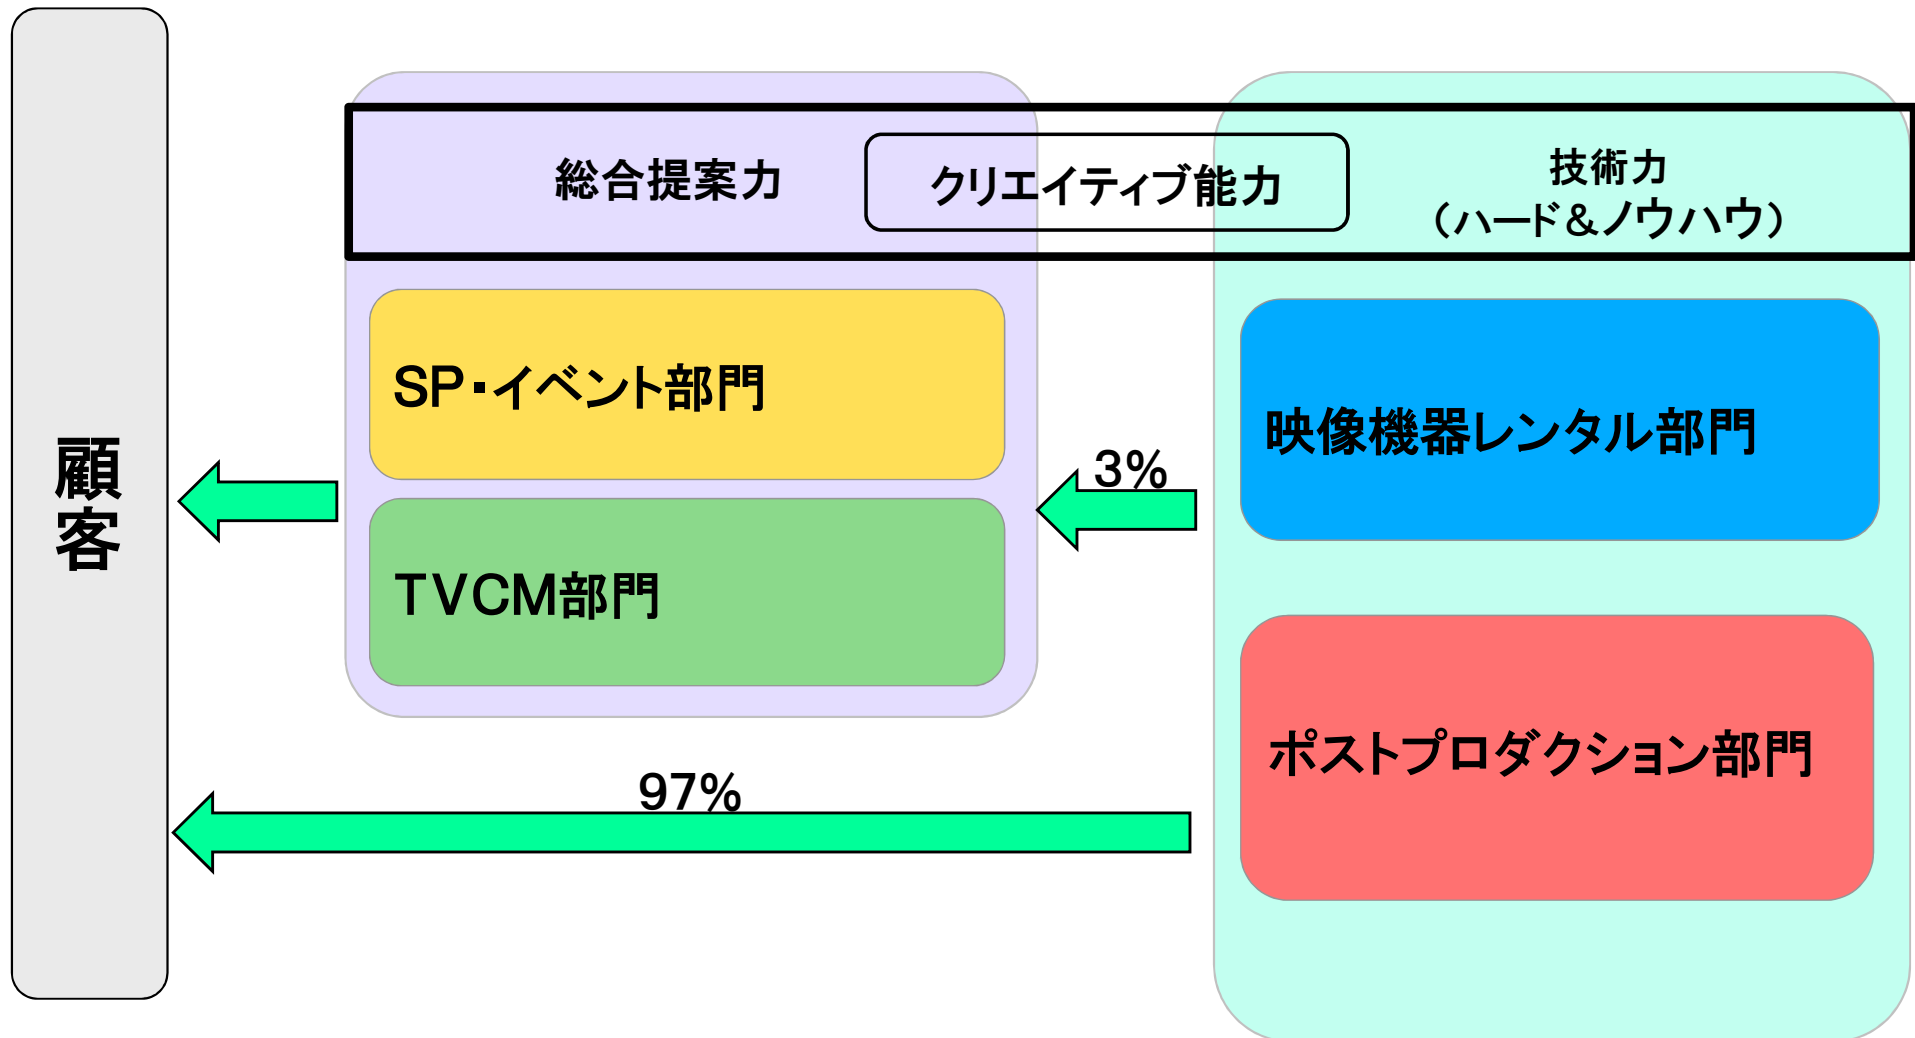 顧客
総合提案力
クリエイティブ能力
技術力
（ハード＆ノウハウ）
SP・イベント部門
TVCM部門
3%
映像機器レンタル部門
ポストプロダクション部門
97%